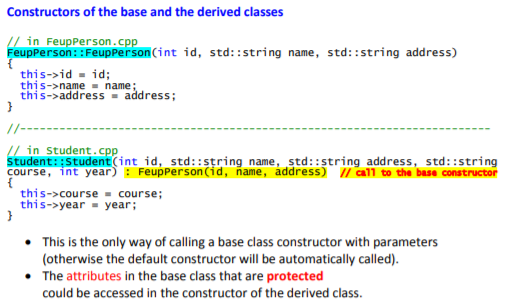 Constructors of the base and the derived classes
// in FeupPerson.cpp
FeupPerson::FeupPerson(int id, std::string name, std::string address)
{
this->id = id;
this->name = name;
this->address = address;
}
//-----------------------------------------------------------------------
// in Student.cpp
Student::Student(int id, std::string name, std::string address, std::string
course, int year) : FeupPerson(id, name, address) // call to the base constructor
{
this->course = course;
this->year = year;
}
• This is the only way of calling a base class constructor with parameters
(otherwise the default constructor will be automatically called).
• The attributes in the base class that are protected
could be accessed in the constructor of the derived class.